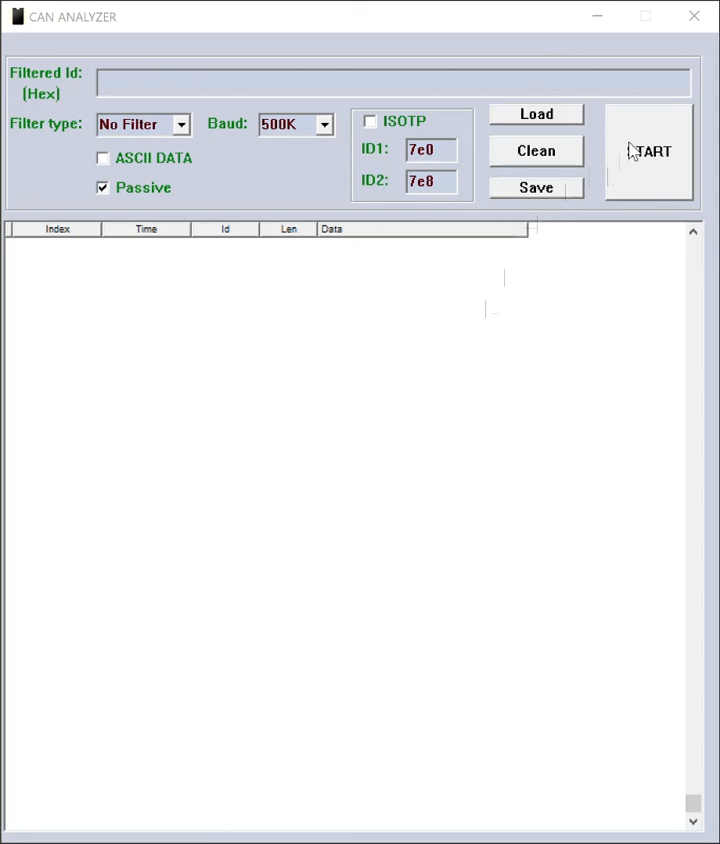 CAN ANALYZER
Filtered Id:
(Hex)
Filter type: No Filter Baud: 500K
ASCII DATA
Passive
ISOTP
ID1: 7e0
ID2: 7e8
Load
Clean
Save
START
Index Time Id Len Data